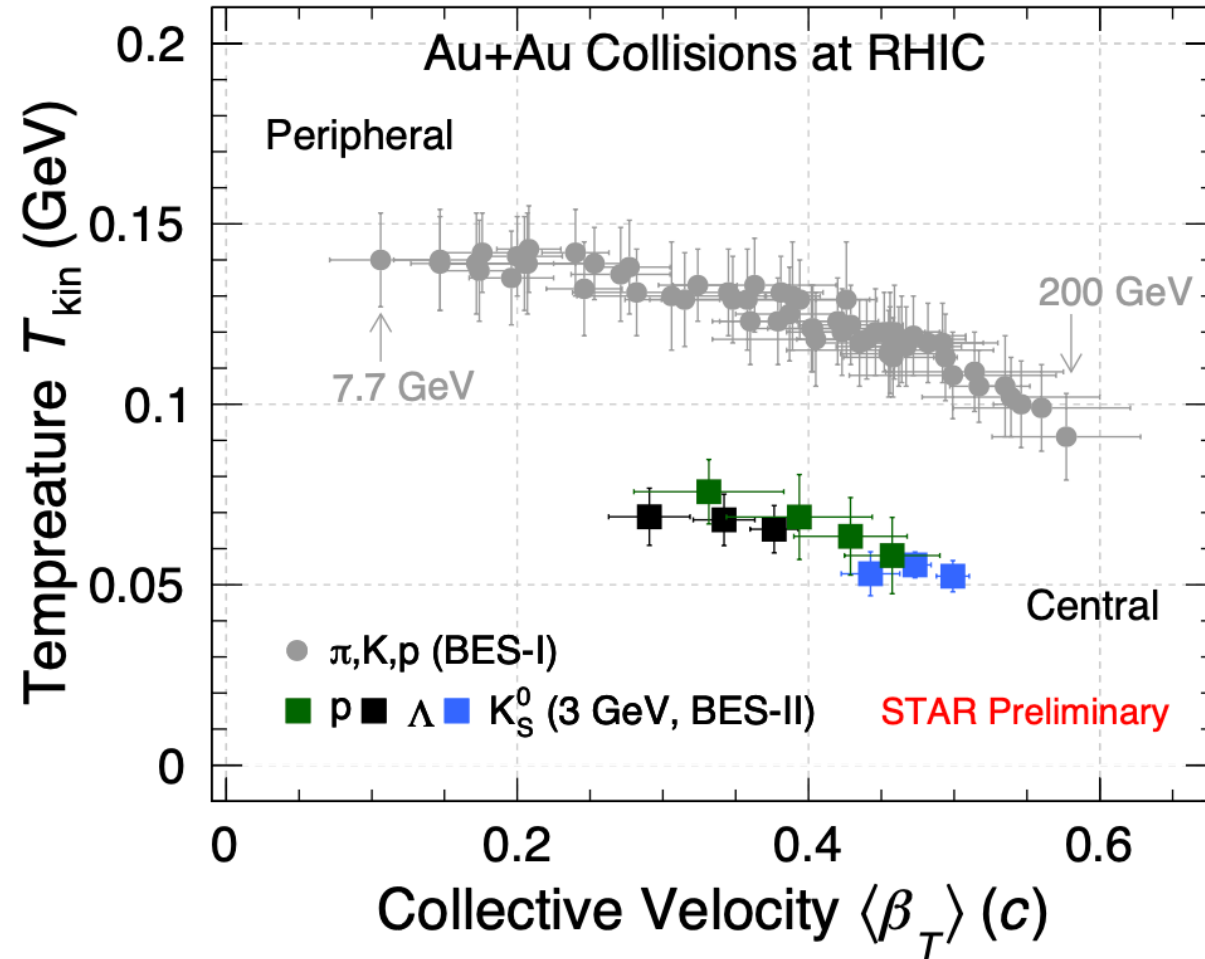 Au+Au Collisions at RHIC
Peripheral
200 GeV
7.7 GeV
Central
π,K,p (BES-I)
p Λ K⁰_S (3 GeV, BES-II)
STAR Preliminary
Tempreature T_kin (GeV)
0.2
0.15
0.1
0.05
0
0 0.2 0.4 0.6
Collective Velocity ⟨β_T⟩ (c)